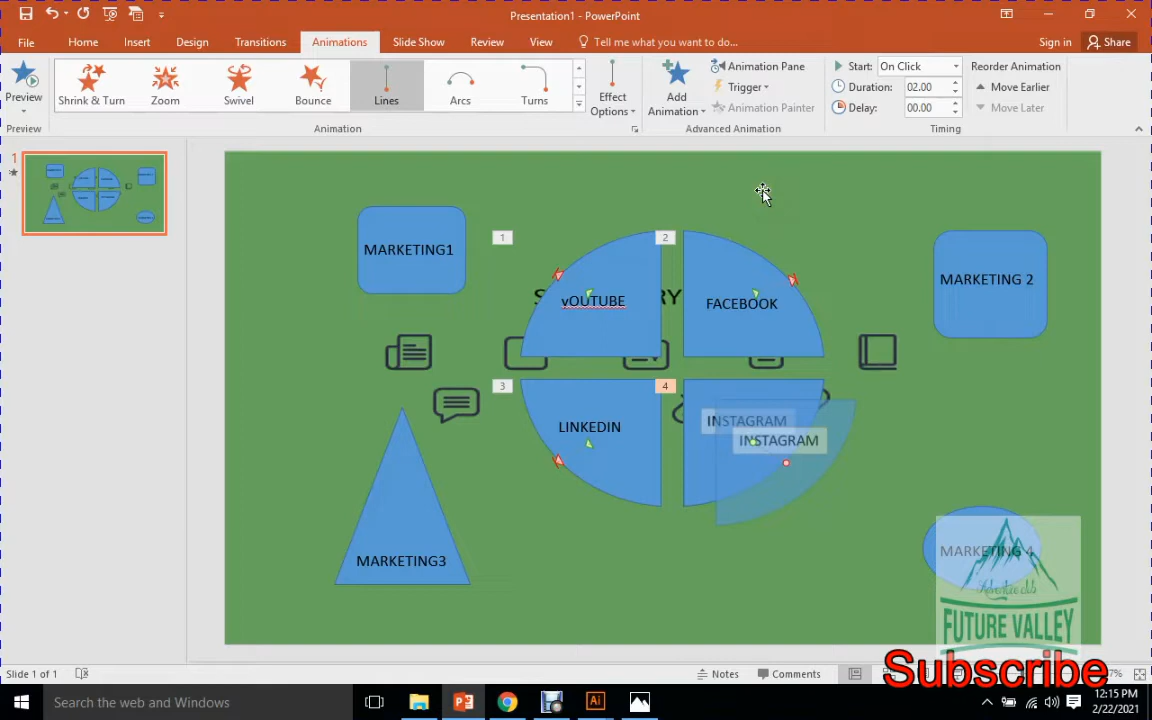 Presentation1 - PowerPoint
File Home Insert Design Transitions Animations Slide Show Review View Tell me what you want to do... Sign in Share
Preview
Shrink & Turn Zoom Swivel Bounce Lines Arcs Turns
Effect Options
Add Animation
Animation Pane
Trigger
Animation Painter
Start: On Click
Duration: 02.00
Delay: 00.00
Reorder Animation
Move Earlier
Move Later
Preview Animation Advanced Animation Timing
1
MARKETING1
1
2
MARKETING 2
yOUTUBE
FACEBOOK
3
4
LINKEDIN
INSTAGRAM
INSTAGRAM
MARKETING3
MARKETING 4
Adventure club
FUTURE VALLEY
Subscribe
Slide 1 of 1
Notes Comments
Search the web and Windows
12:15 PM
2/22/2021